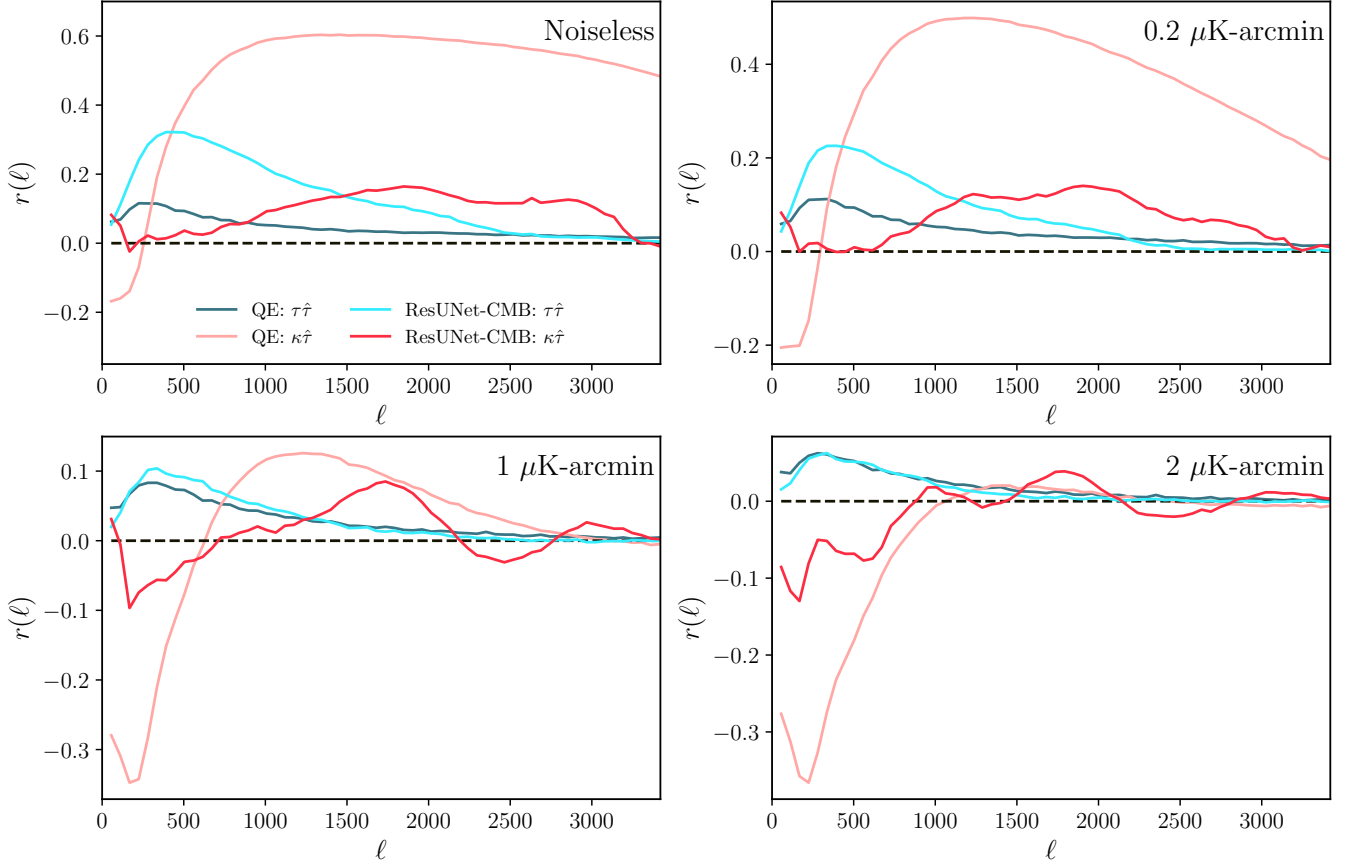 Noiseless
r(ℓ)
0.6
0.4
0.2
0.0
−0.2
QE: ττ̂
QE: κτ̂
ResUNet-CMB: ττ̂
ResUNet-CMB: κτ̂
0 500 1000 1500 2000 2500 3000
ℓ
0.2 μK-arcmin
r(ℓ)
0.4
0.2
0.0
−0.2
0 500 1000 1500 2000 2500 3000
ℓ
1 μK-arcmin
r(ℓ)
0.1
0.0
−0.1
−0.2
−0.3
0 500 1000 1500 2000 2500 3000
ℓ
2 μK-arcmin
r(ℓ)
0.0
−0.1
−0.2
−0.3
0 500 1000 1500 2000 2500 3000
ℓ